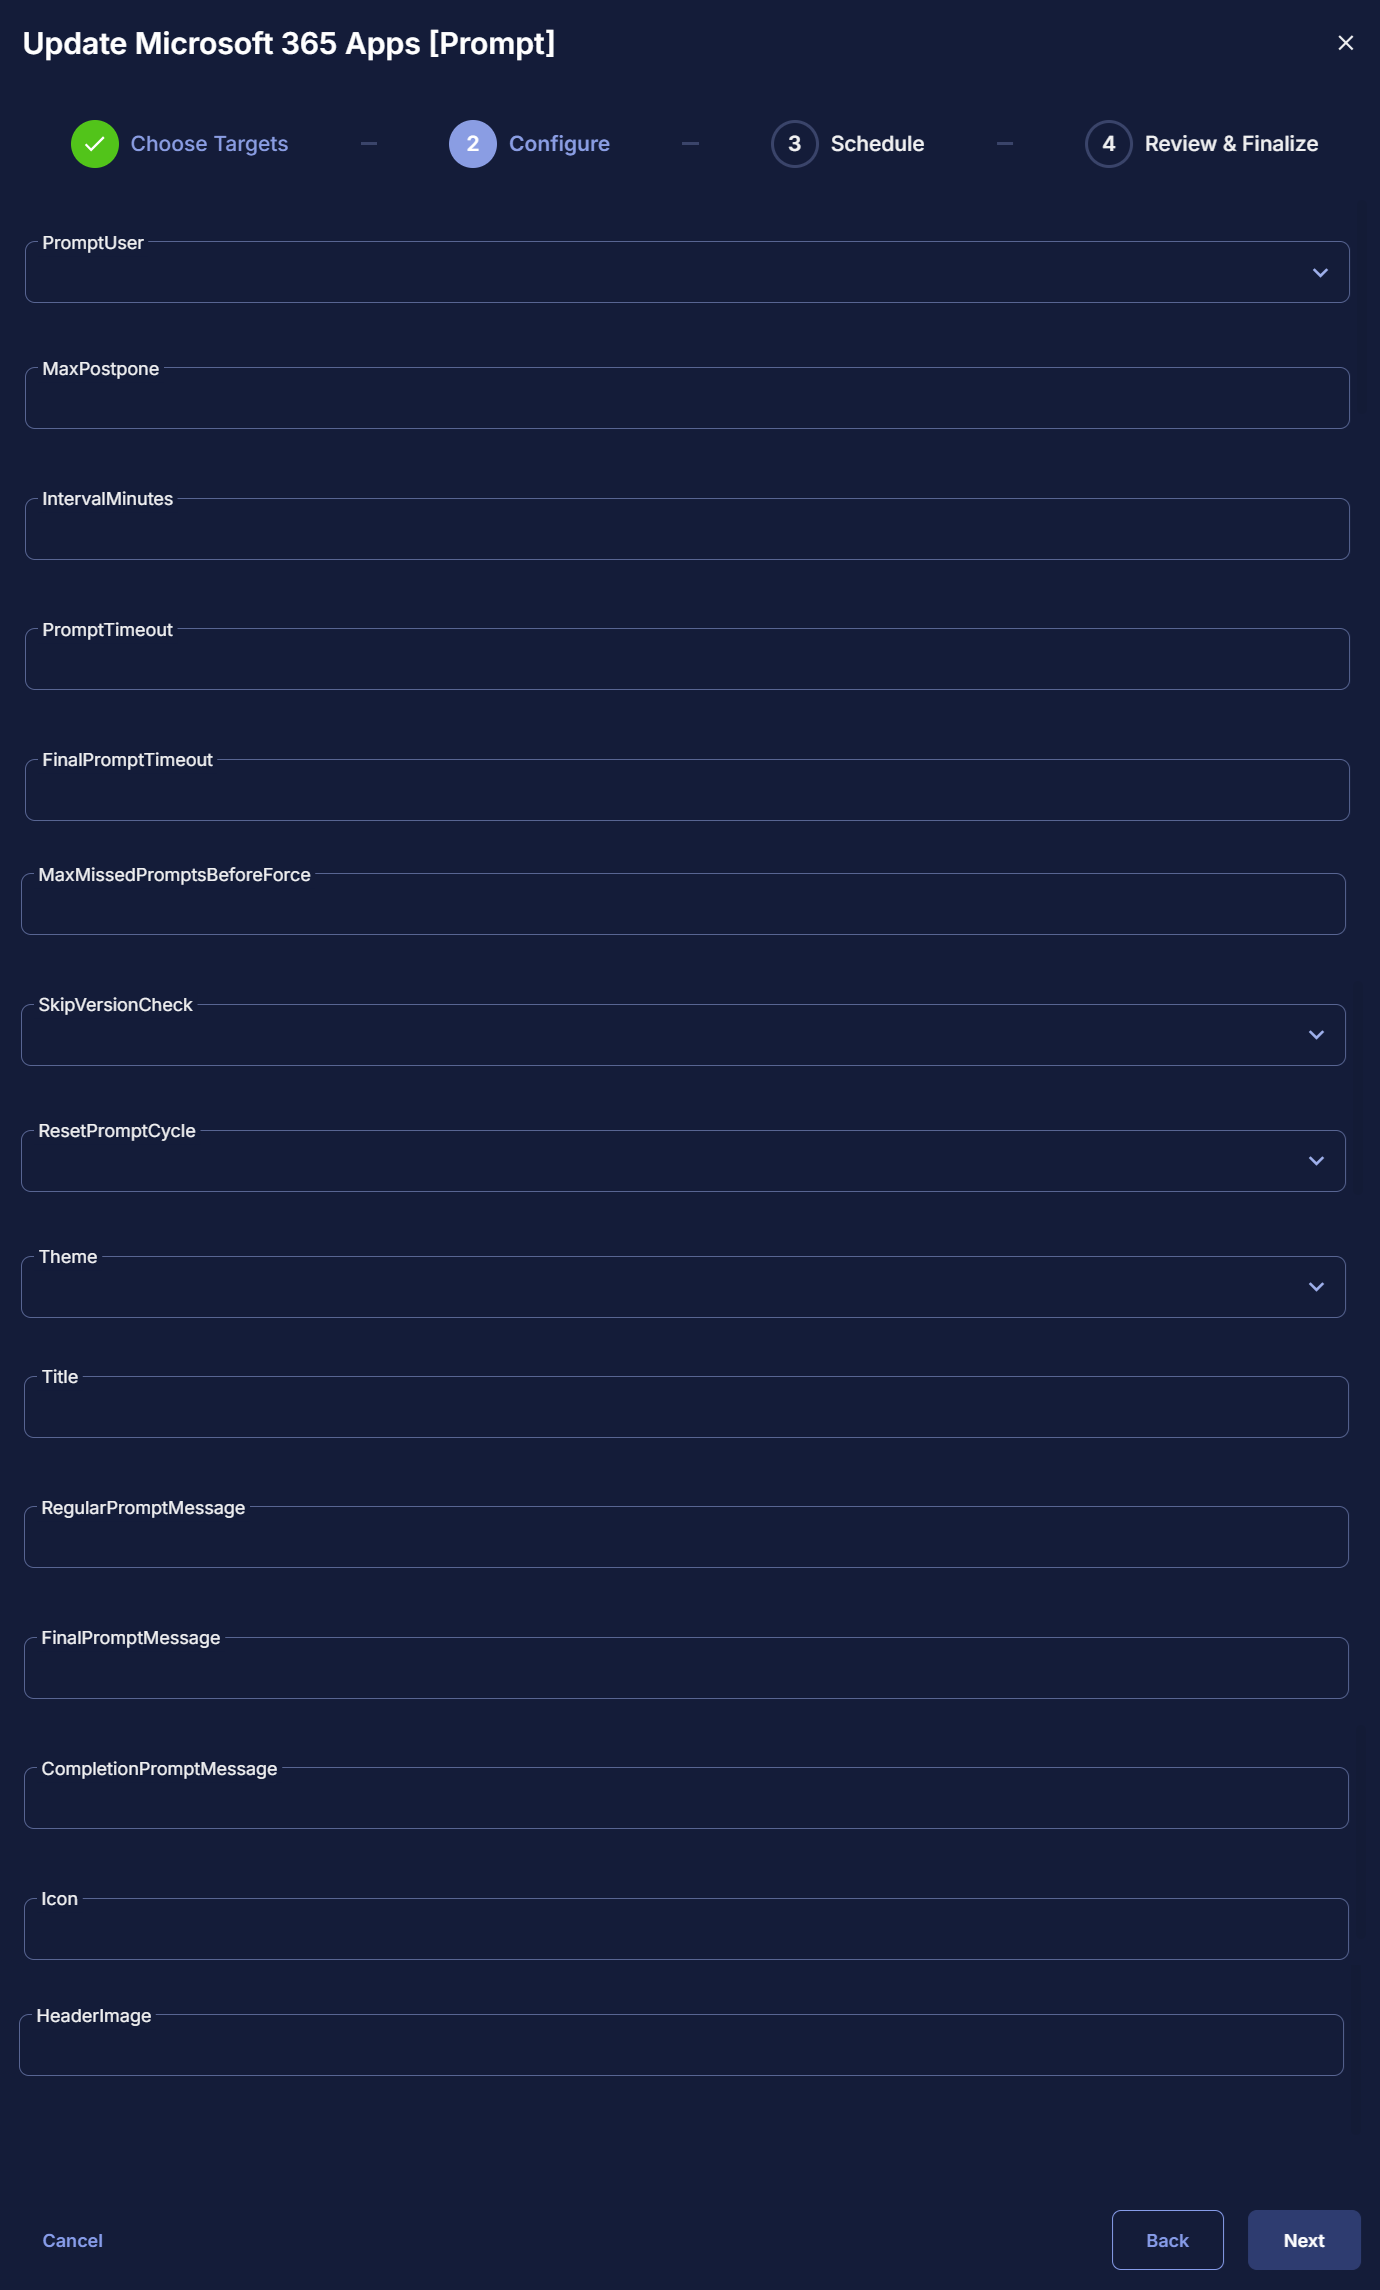 Update Microsoft 365 Apps [Prompt]
Choose Targets
2 Configure
3 Schedule
4 Review & Finalize
PromptUser
MaxPostpone
IntervalMinutes
PromptTimeout
FinalPromptTimeout
MaxMissedPromptsBeforeForce
SkipVersionCheck
ResetPromptCycle
Theme
Title
RegularPromptMessage
FinalPromptMessage
CompletionPromptMessage
Icon
HeaderImage
Cancel
Back
Next